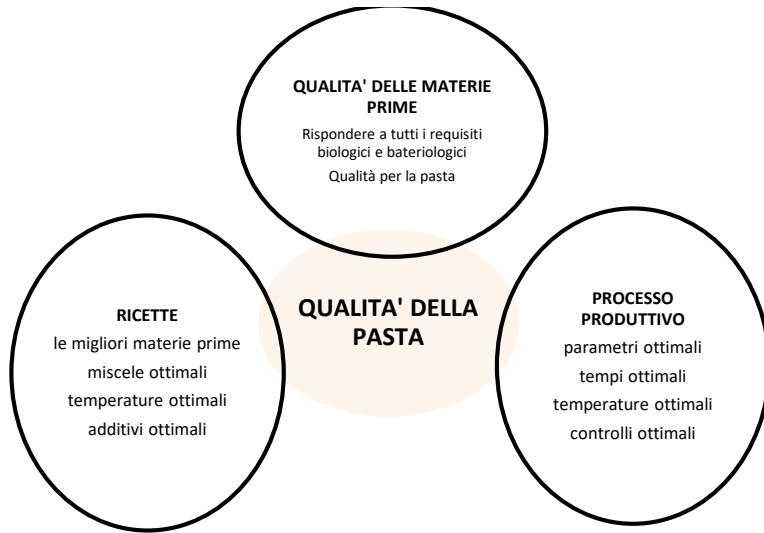 QUALITA' DELLE MATERIE
PRIME
Rispondere a tutti i requisiti
biologici e bateriologici
Qualità per la pasta
QUALITA' DELLA
PASTA
RICETTE
le migliori materie prime
miscele ottimali
temperature ottimali
additivi ottimali
PROCESSO
PRODUTTIVO
parametri ottimali
tempi ottimali
temperature ottimali
controlli ottimali